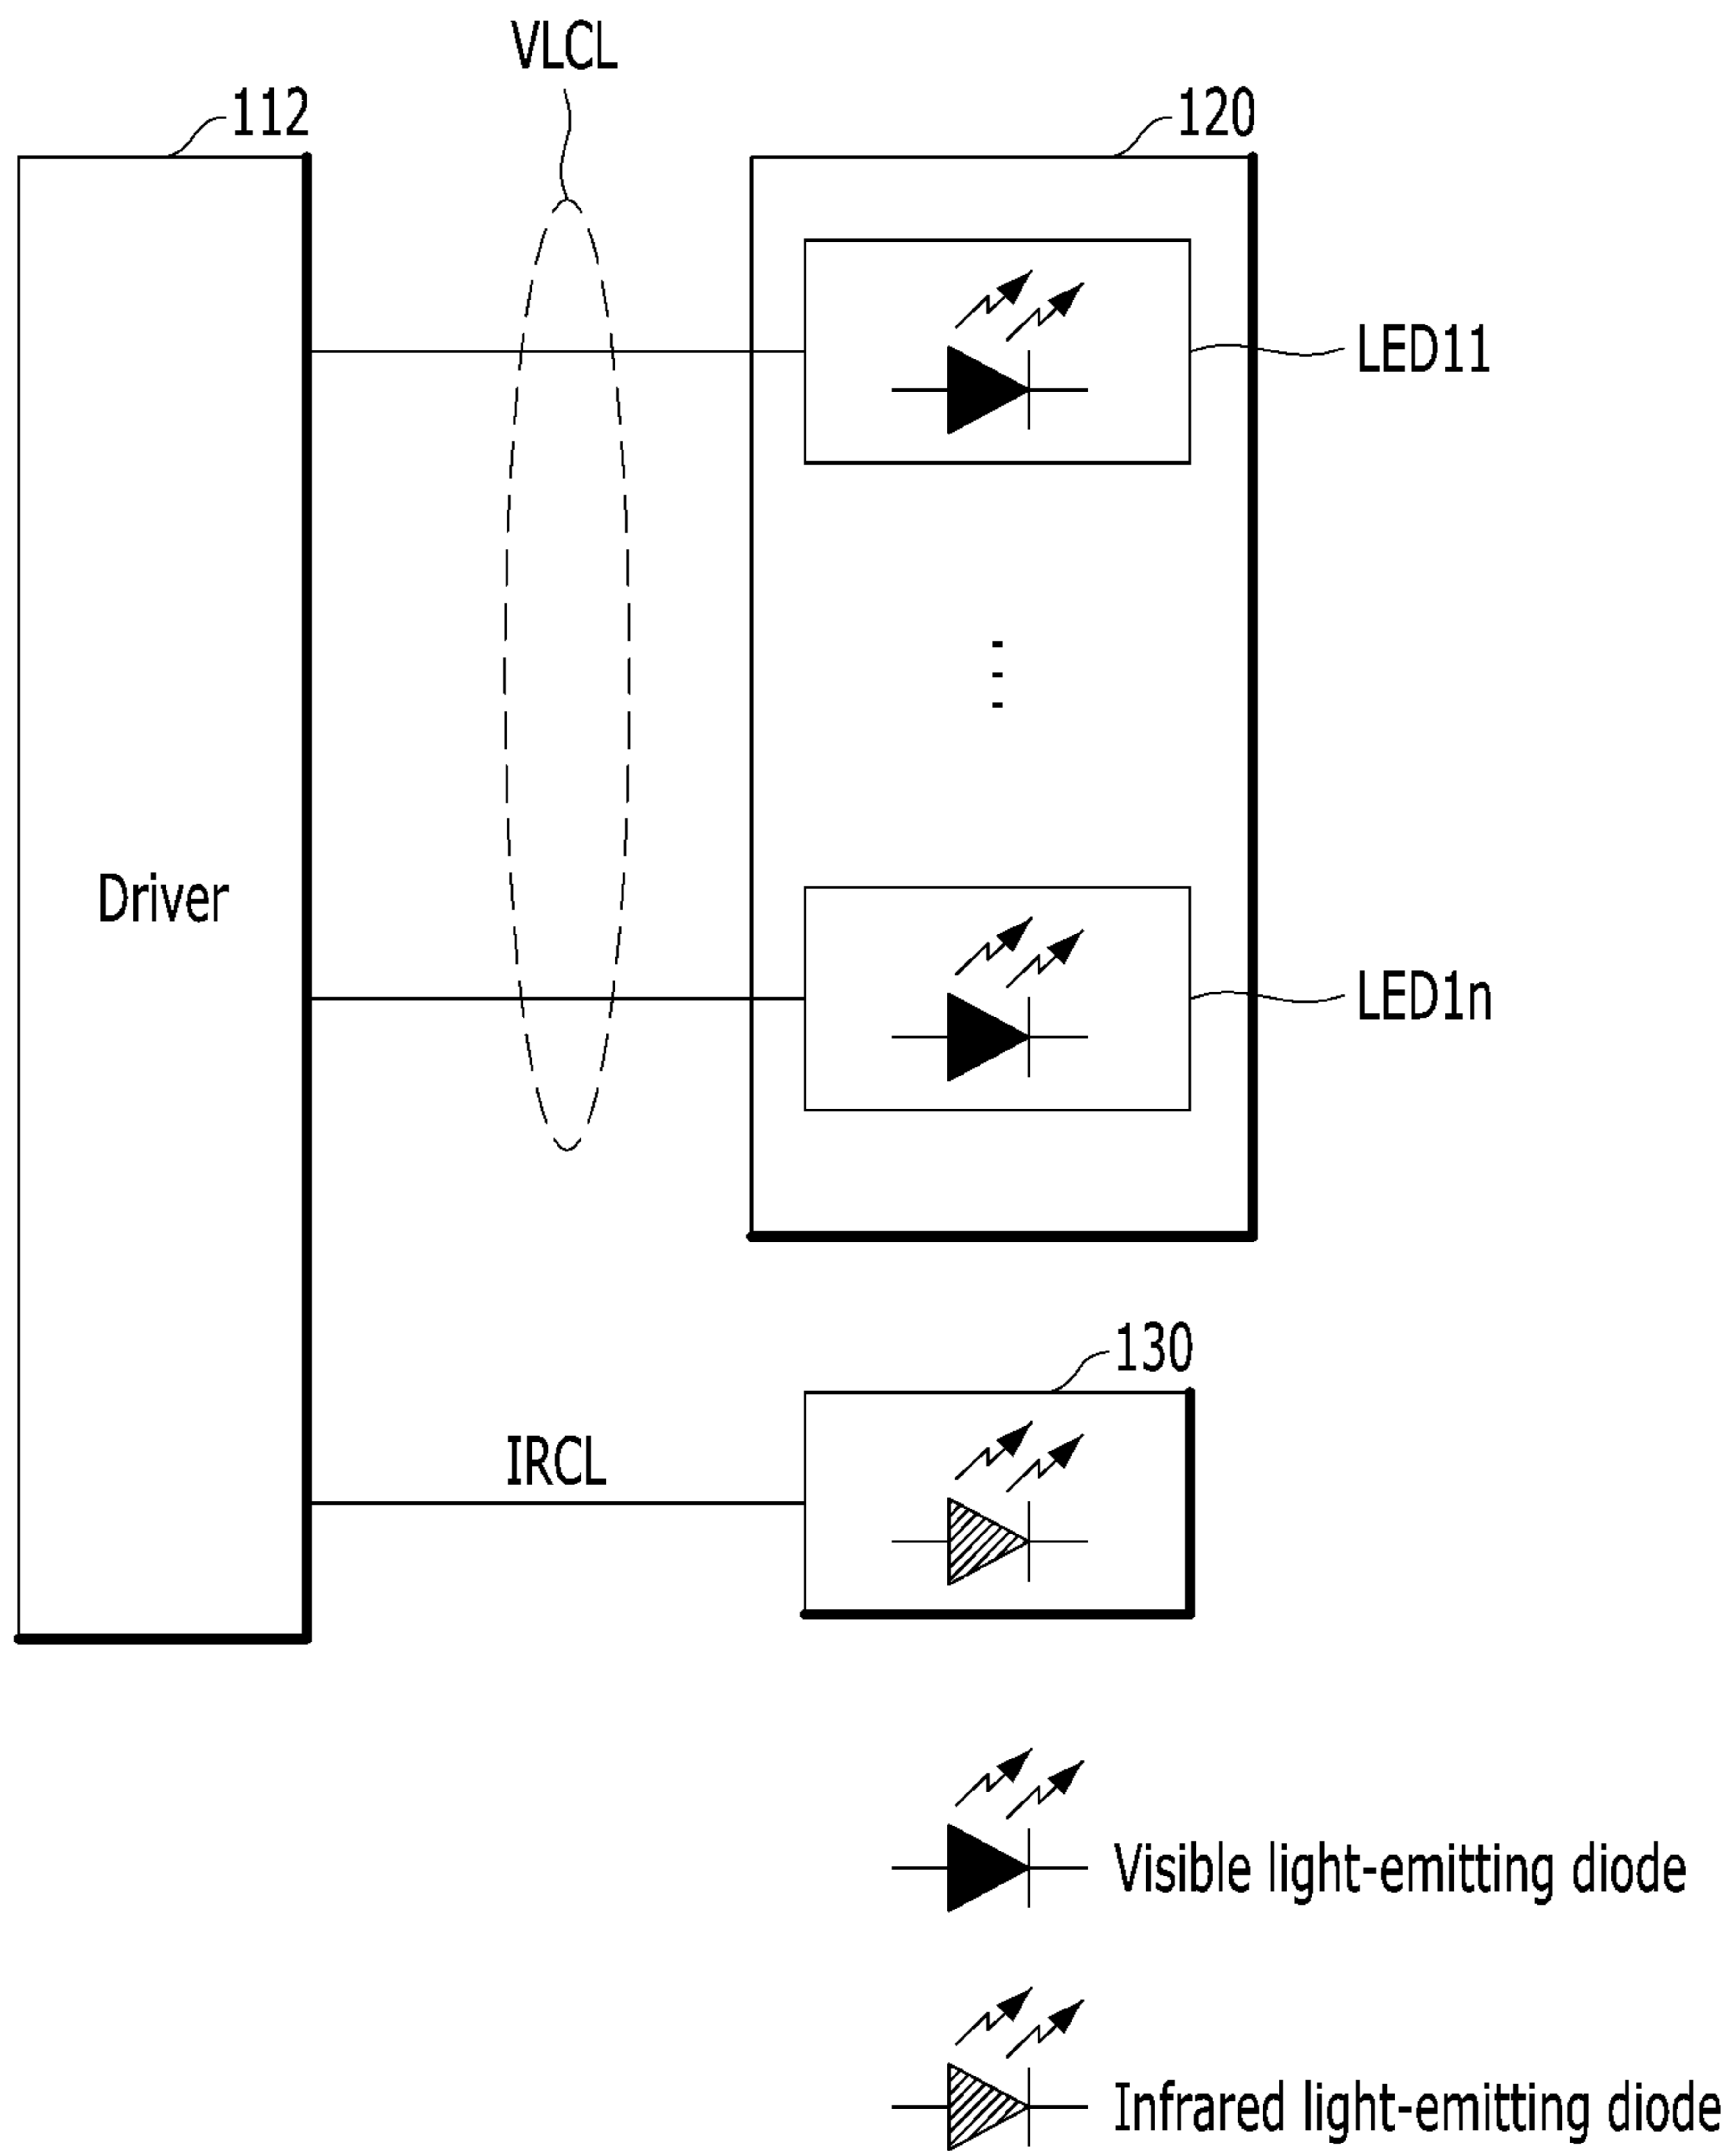 VLCL
112
120
LED11
Driver
LED1n
130
IRCL
Visible light-emitting diode
Infrared light-emitting diode